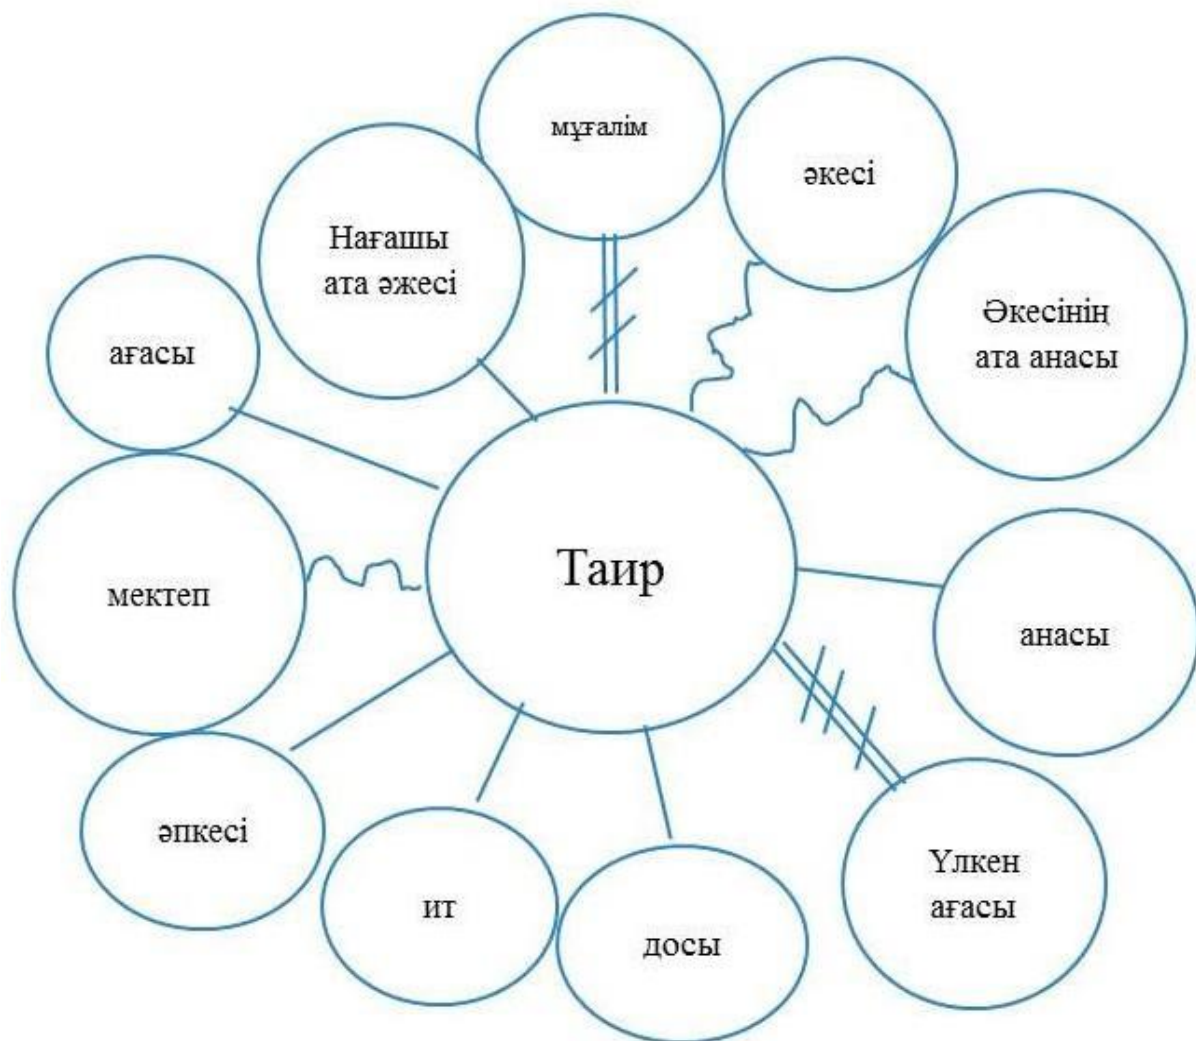 мұғалім
әкесі
Нағашы
ата әжесі
Әкесінің
ата анасы
ағасы
Таир
мектеп
анасы
әпкесі
Үлкен
ағасы
ит
досы